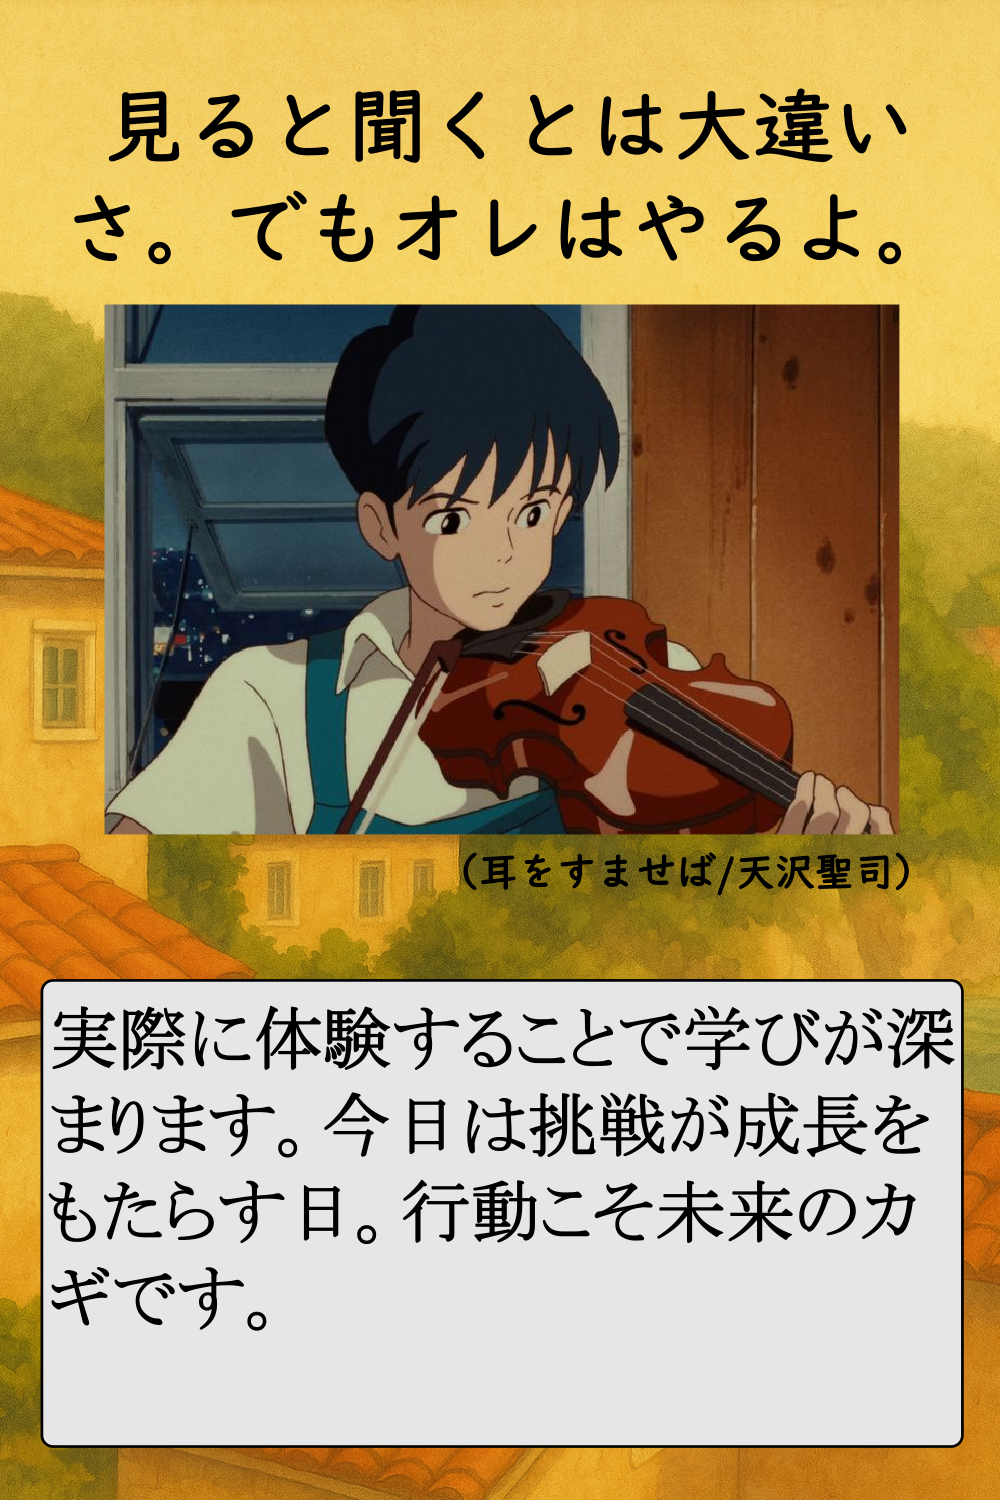 見ると聞くとは大違い
さ。でもオレはやるよ。
（耳をすませば/天沢聖司）
実際に体験することで学びが深
まります。今日は挑戦が成長を
もたらす日。行動こそ未来のカ
ギです。